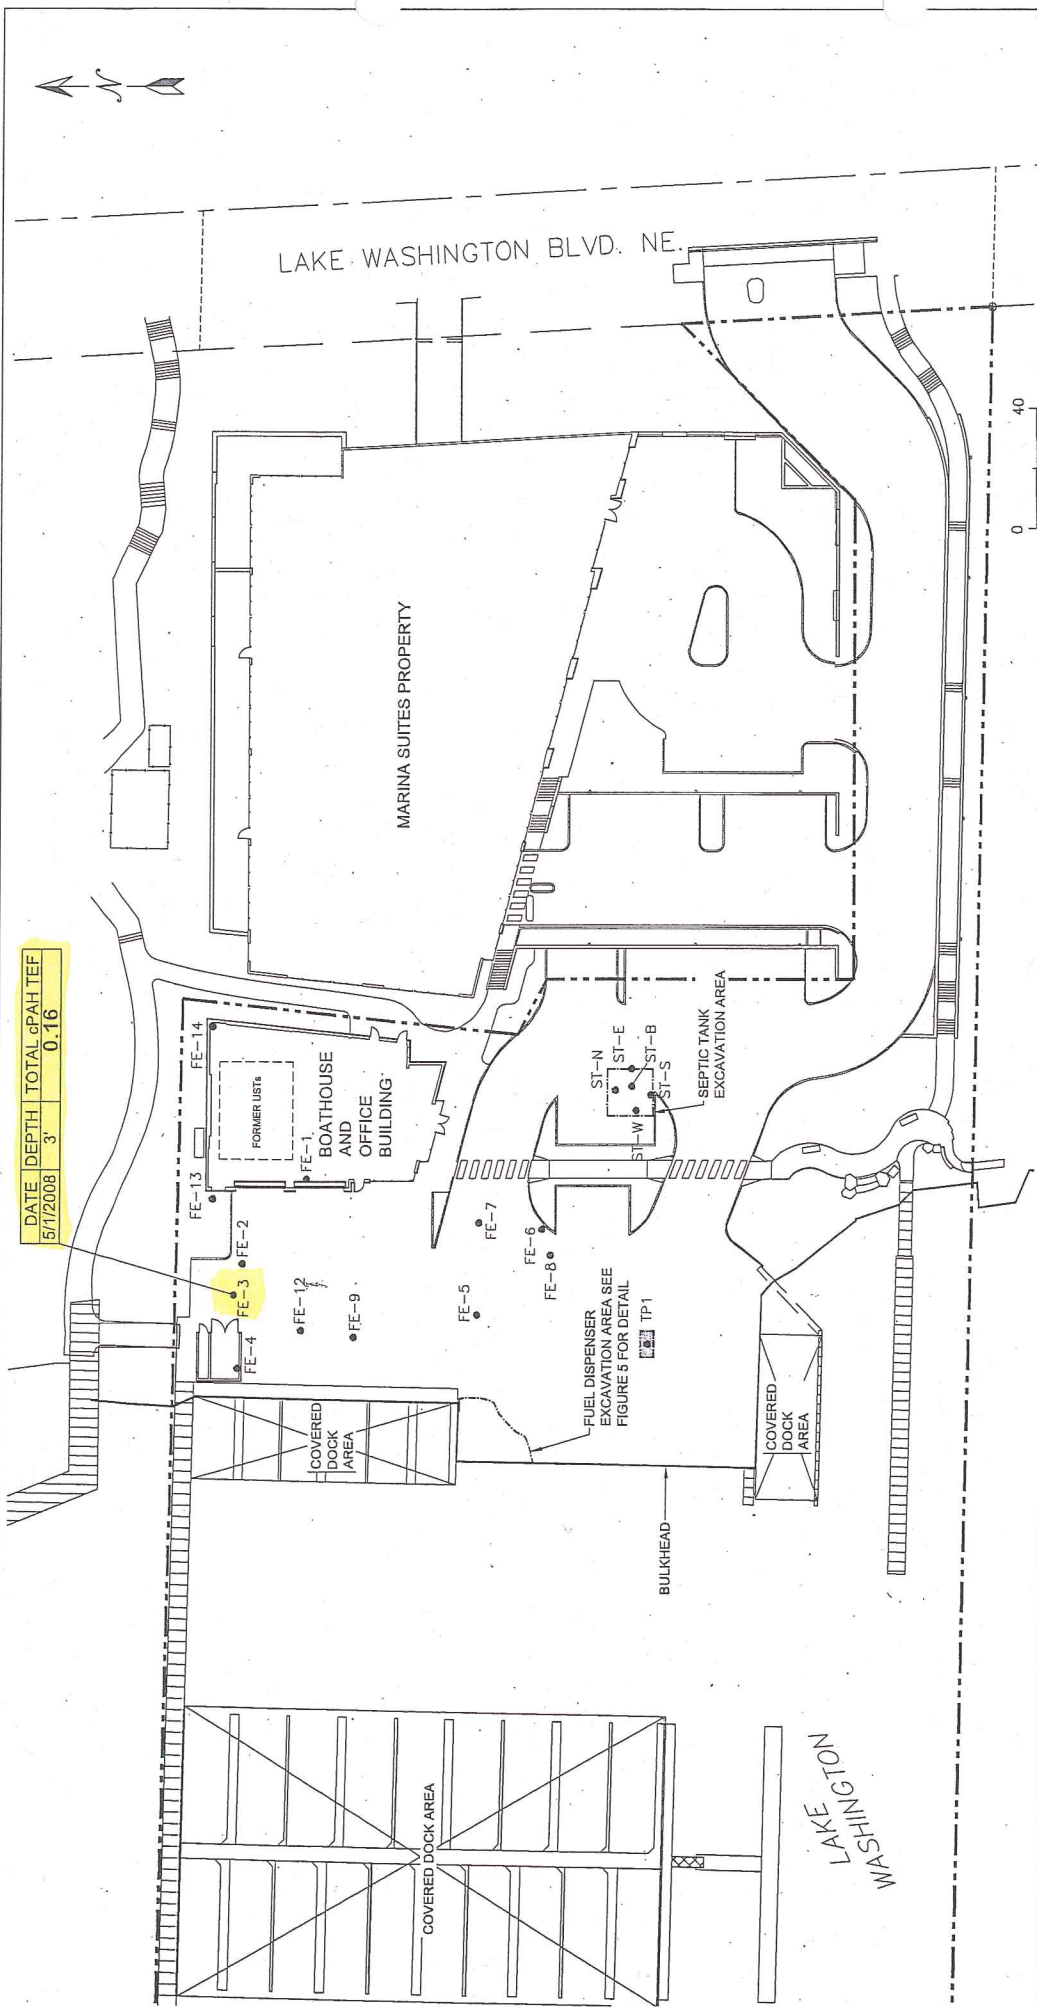 N
LAKE WASHINGTON BLVD. NE.
DATE DEPTH TOTAL cPAH TEF
5/1/2008 3' 0.16
MARINA SUITES PROPERTY
FE-14
FORMER USTs
BOATHOUSE
AND
OFFICE
BUILDING
FE-1
FE-13
FE-2
FE-3
FE-4
FE-12
FE-9
FE-7
FE-5
FE-6
FE-8
ST-N
ST-E
ST-B
ST-S
ST-W
SEPTIC TANK
EXCAVATION AREA
FUEL DISPENSER
EXCAVATION AREA SEE
FIGURE 5 FOR DETAIL
TP1
COVERED
DOCK
AREA
COVERED
DOCK
AREA
BULKHEAD
COVERED DOCK AREA
LAKE
WASHINGTON
0 40